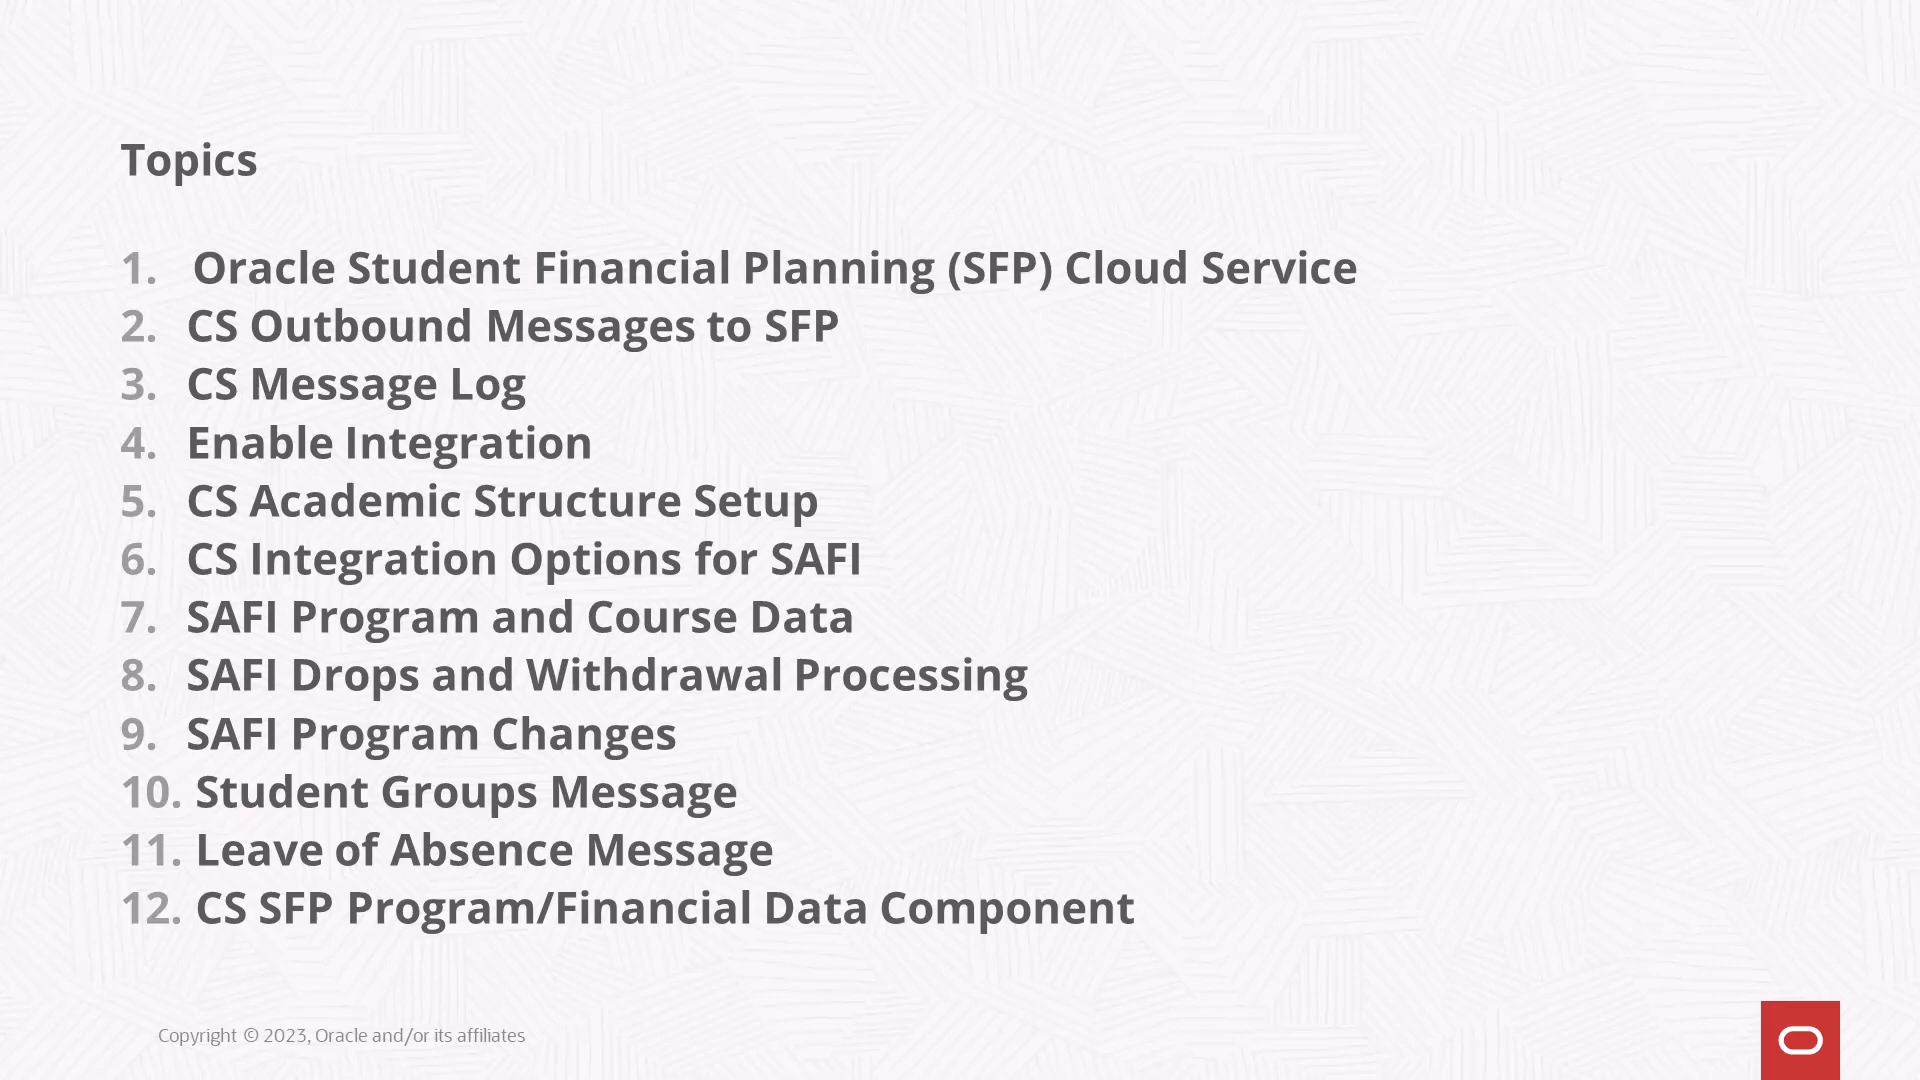 Topics
1. Oracle Student Financial Planning (SFP) Cloud Service
2. CS Outbound Messages to SFP
3. CS Message Log
4. Enable Integration
5. CS Academic Structure Setup
6. CS Integration Options for SAFI
7. SAFI Program and Course Data
8. SAFI Drops and Withdrawal Processing
9. SAFI Program Changes
10. Student Groups Message
11. Leave of Absence Message
12. CS SFP Program/Financial Data Component
Copyright © 2023, Oracle and/or its affiliates